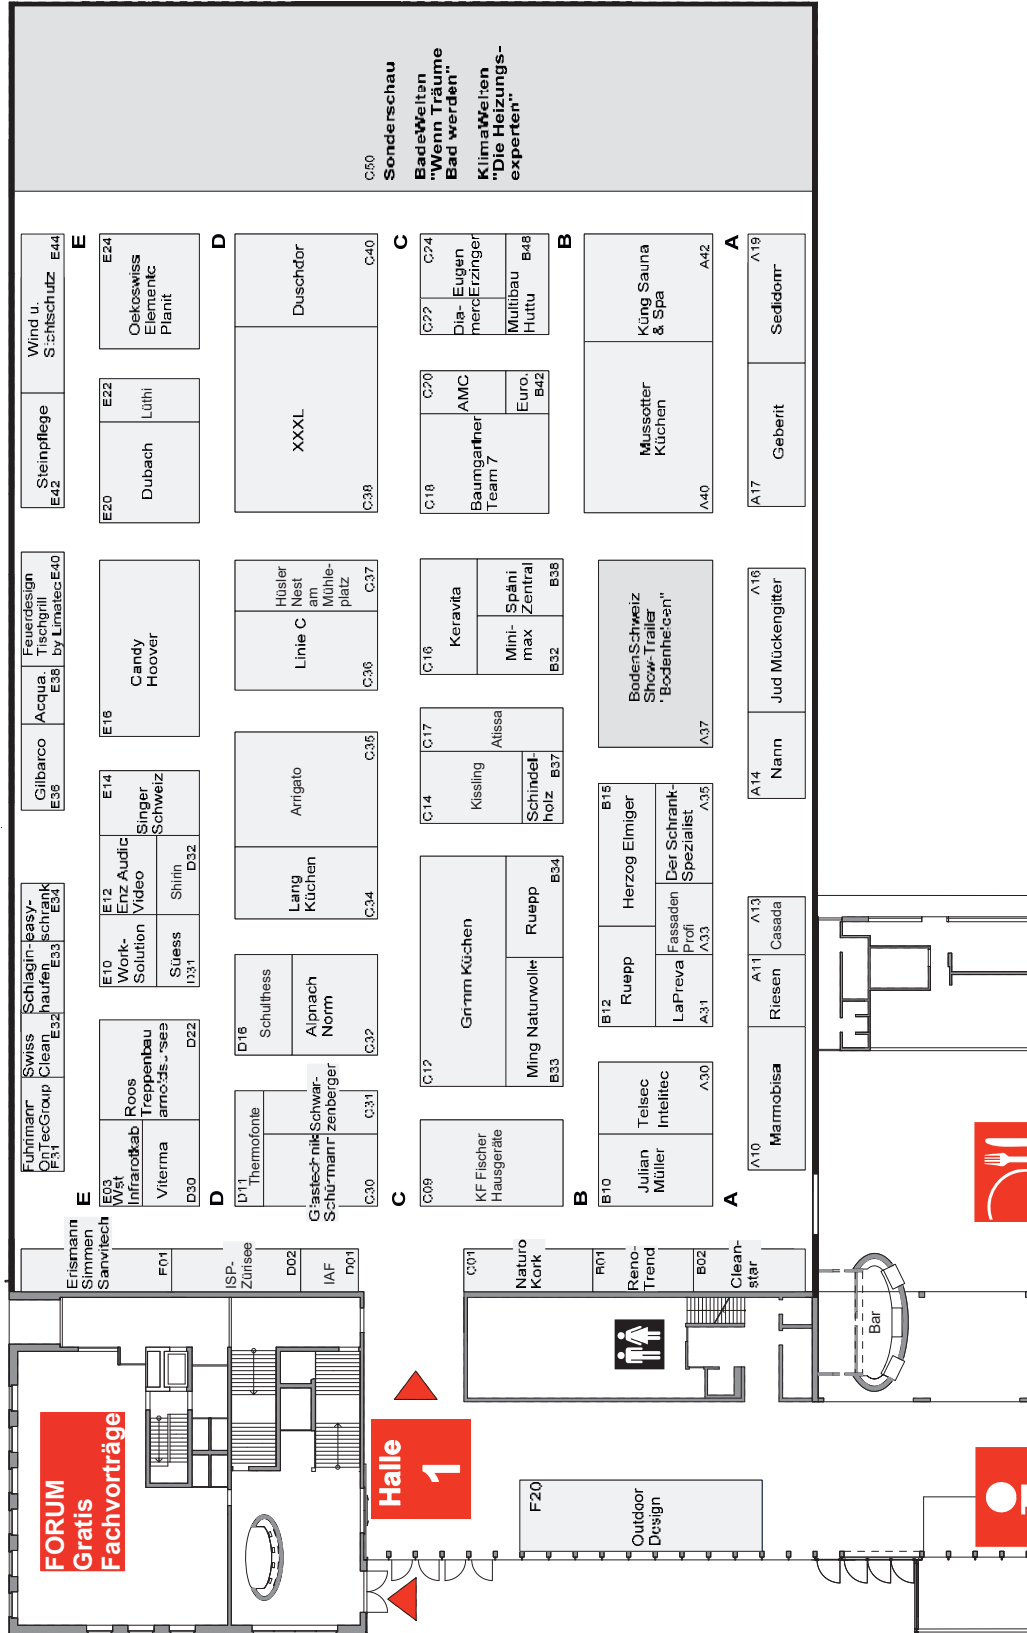 C50
Sonderschau
BadeWelten
"Wenn Träume
Bad werden"
KlimaWelten
"Die Heizungs-
experten"
E
D
C
B
A
Wind u.
Sichtschutz
E44
Steinpflege
E42
Feuerdesign
Tischgrill
by Limatec E40
Acqua.
E38
Gilbarco
E36
easy-
schrank
E34
Schlagin-
haufen
E33
Swiss
Clean
E32
Fuhrimann
OnTecGroup
E31
E24
Oekoswiss
Elemente
Planit
E22
Lüthi
E20
Dubach
E16
Candy
Hoover
E14
Singer
Schweiz
E12
Enz Audio
Video
Shirin
D32
E10
Work-
Solution
Süess
D31
Roos
Treppenbau
arnoldsursee
D22
E03
Wst
Infrarotkab
Viterma
D30
Duschdor
C40
XXXL
C38
Hüsler
Nest
am
Mühle-
platz
C37
Linie C
C36
Arrigato
C35
Lang
Küchen
C34
D16
Schulthess
Alpnach
Norm
C32
D11
Thermofonte
Schwar-
zenberger
C31
Glastechnik
Schürmann
C30
C24
Eugen
Erzinger
C22
Dia-
merc
Multibau
Huttu
B48
C20
AMC
Euro.
B42
C18
Baumgartner
Team 7
C16
Keravita
Späni
Zentral
B38
Mini-
max
B32
C17
Atissa
C14
Kissling
Schindel-
holz
B37
C12
Grimm Küchen
Ruepp
B34
Ming Naturwolle
B33
C09
KF Fischer
Hausgeräte
Küng Sauna
& Spa
A42
Mussotter
Küchen
A40
BodenSchweiz
Show-Trailer
"Bodenhelden"
A37
B15
Herzog Elmiger
Der Schrank-
Spezialist
A35
B12
Ruepp
Fassaden
Profi
A33
LaPreva
A31
Telsec
Intelitec
A30
B10
Julian
Müller
A19
Sedidorm
A17
Geberit
A16
Jud Mückengitter
A14
Nann
A13
Casada
A11
Riesen
A10
Marmobisa
E
D
C
B
A
Erismann
Simmen
Sanvitech
E01
ISP-
Zürisee
D02
IAF
D01
C01
Naturo
Kork
B01
Reno-
Trend
B02
Clean-
star
Bar
FORUM
Gratis
Fachvorträge
Halle
1
F20
Outdoor
Design